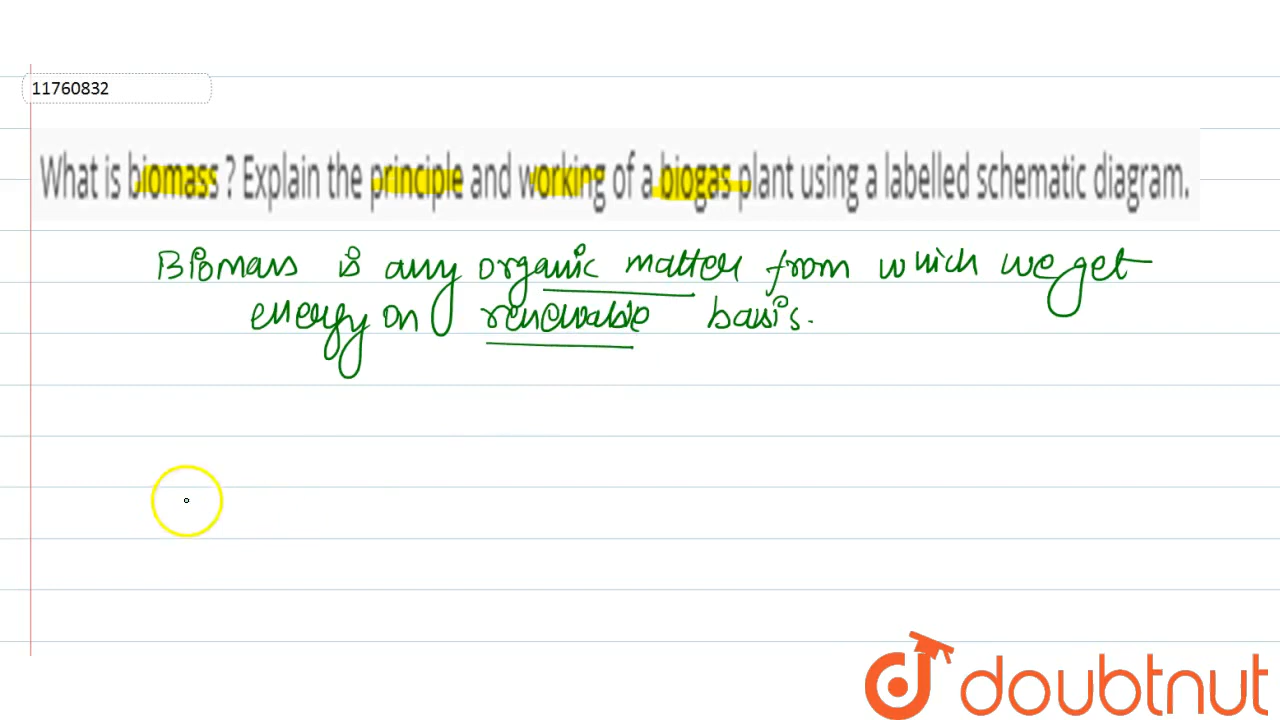 11760832
What is biomass ? Explain the principle and working of a biogas plant using a labelled schematic diagram.
Biomass is any organic matter from which we get
energy on renewable basis.
doubtnut